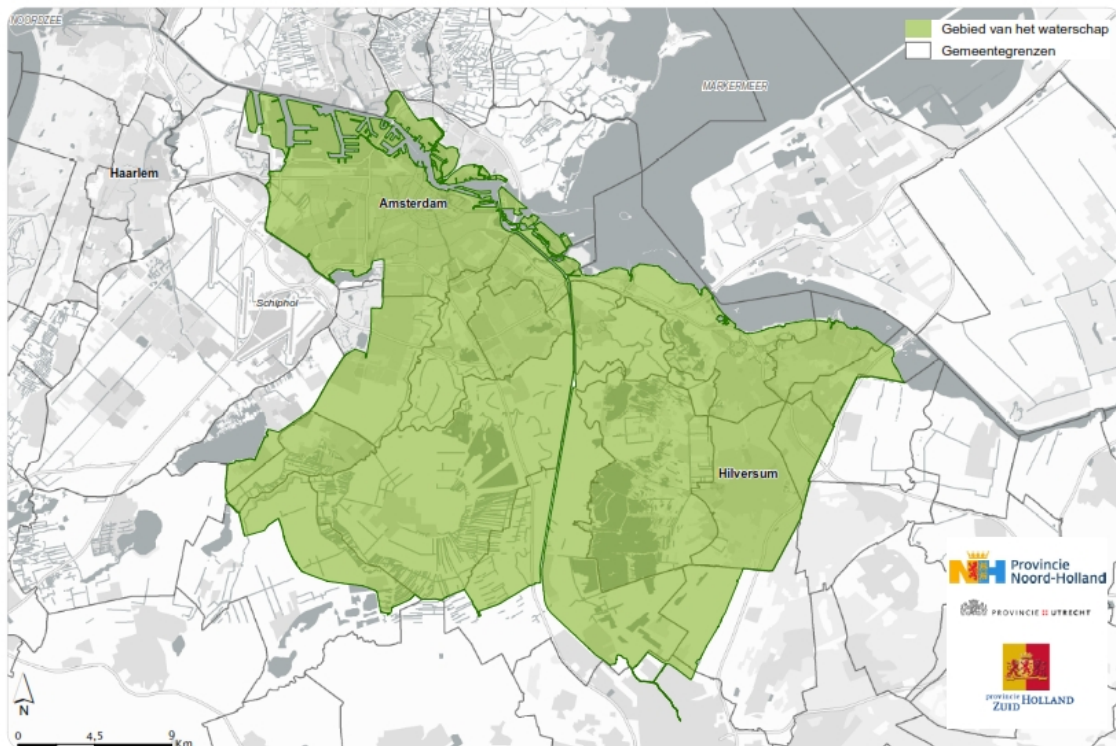 NOORDZEE
Gebied van het waterschap
Gemeentegrenzen
MARKERMEER
Haarlem
Amsterdam
Schiphol
Hilversum
NH Provincie
Noord-Holland
PROVINCIE UTRECHT
provincie
ZUID HOLLAND
N
0 4,5 9
Km